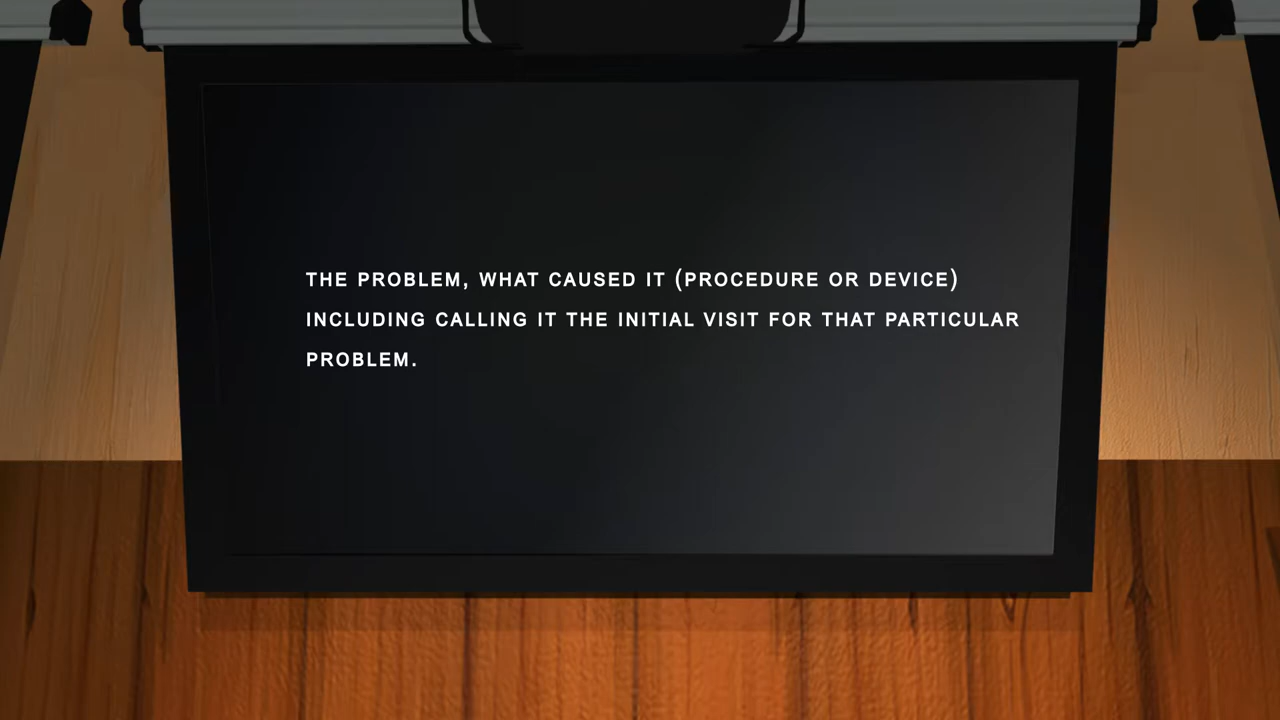 THE PROBLEM, WHAT CAUSED IT (PROCEDURE OR DEVICE)
INCLUDING CALLING IT THE INITIAL VISIT FOR THAT PARTICULAR
PROBLEM.